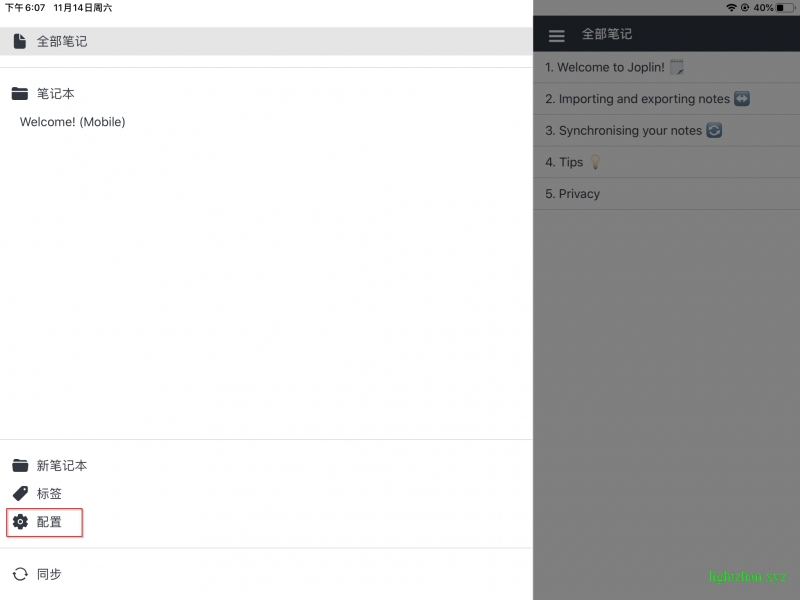 下午6:07 11月14日周六
40%
全部笔记
笔记本
Welcome! (Mobile)
新笔记本
标签
配置
同步
全部笔记
1. Welcome to Joplin! 🗒️
2. Importing and exporting notes ↔️
3. Synchronising your notes 🔄
4. Tips 💡
5. Privacy
lightzhou.xyz